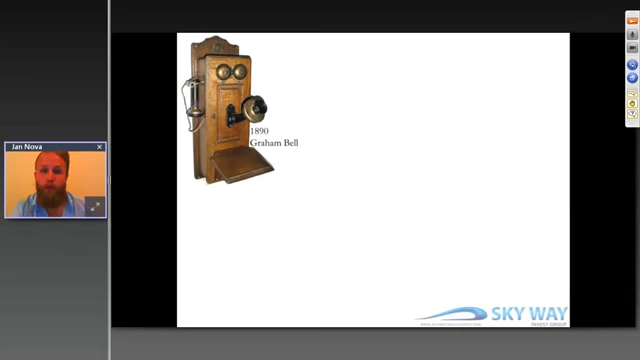 Jan Nova
1890
Graham Bell
SKY WAY
INVEST GROUP